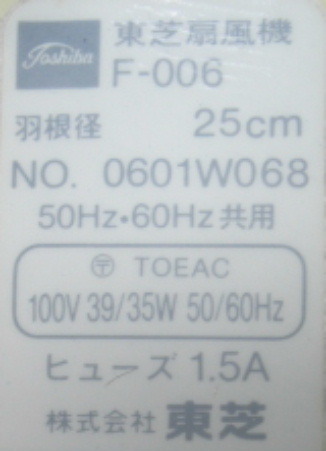 Toshiba 東芝扇風機
F-006
羽根径 25cm
NO. 0601W068
50Hz・60Hz共用
〶 TOEAC
100V 39/35W 50/60Hz
ヒューズ 1.5A
株式会社 東芝